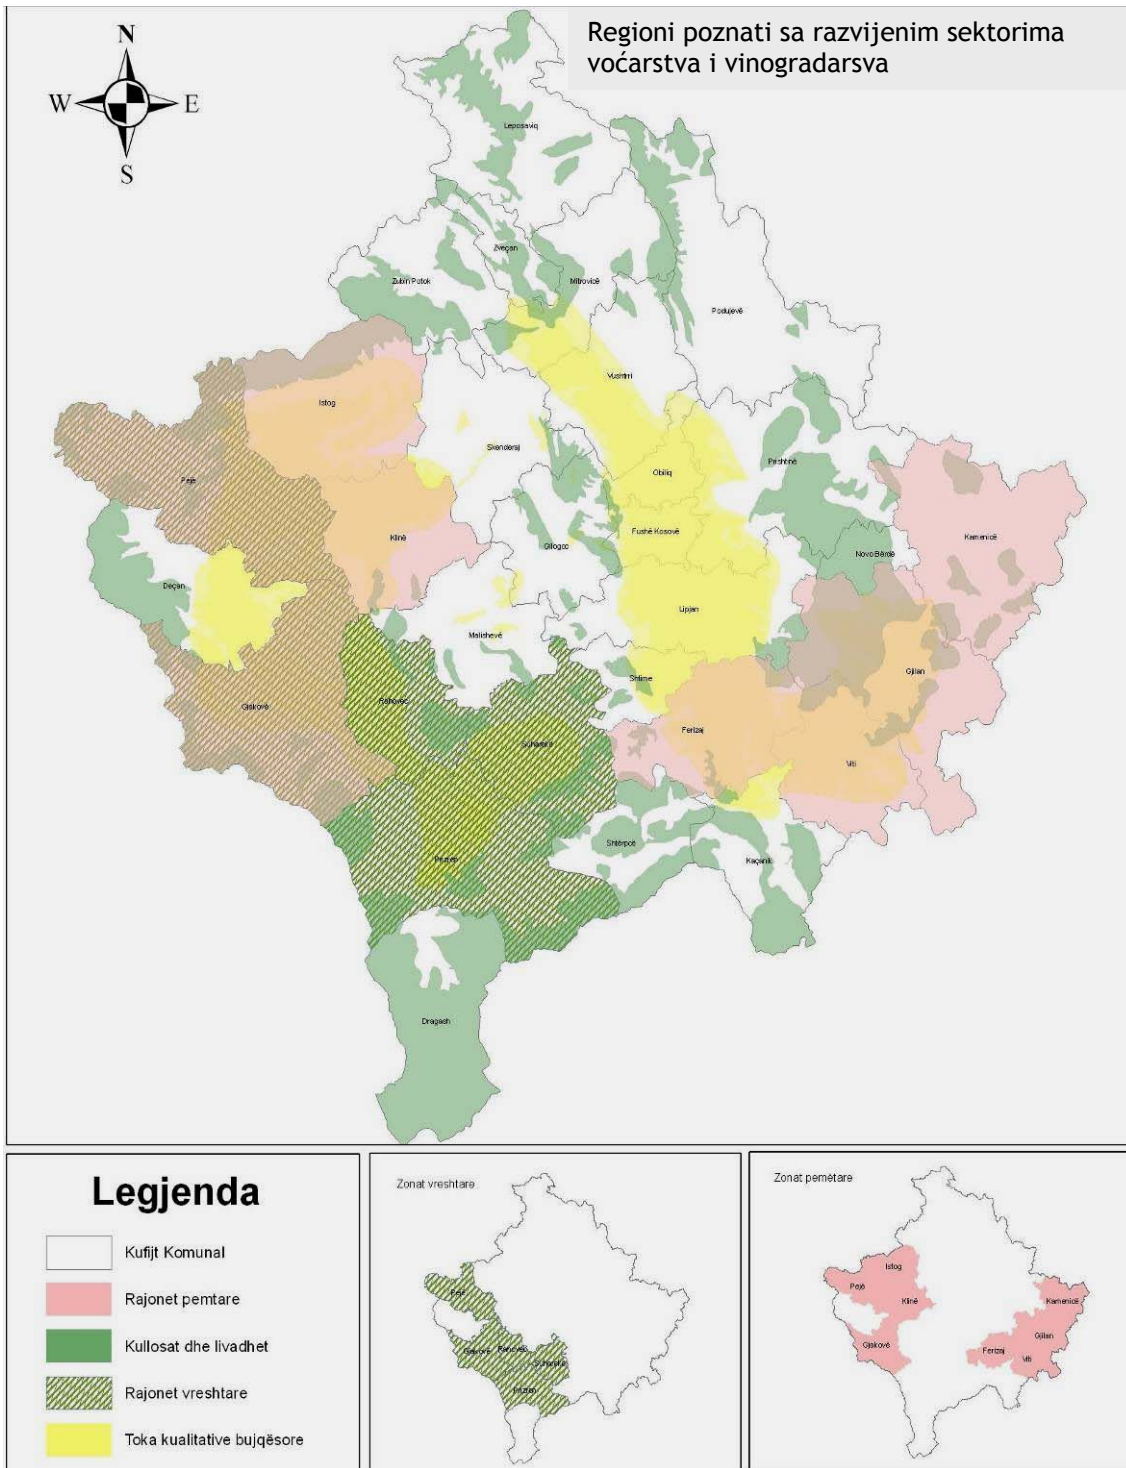 Regioni poznati sa razvijenim sektorima
voćarstva i vinogradarsva
N
W
E
S
Leposaviq
Zveçan
Zubin Potok
Mitrovicë
Podujevë
Vushtrri
Istog
Skenderaj
Prishtinë
Obiliq
Pejë
Fushë Kosovë
Klinë
Gllogoc
Kamenicë
Novo Bërdë
Deçan
Lipjan
Malishevë
Gjilan
Shtime
Rahovec
Gjakovë
Ferizaj
Suharekë
Viti
Shtërpcë
Prizren
Kaçanik
Dragash
Legjenda
Kufijt Komunal
Rajonet pemtare
Kullosat dhe livadhet
Rajonet vreshtare
Toka kualitative bujqësore
Zonat vreshtare
Pejë
Gjakovë
Rahovec
Suharekë
Prizren
Zonat pemëtare
Istog
Pejë
Klinë
Kamenicë
Gjilan
Gjakovë
Ferizaj
Viti